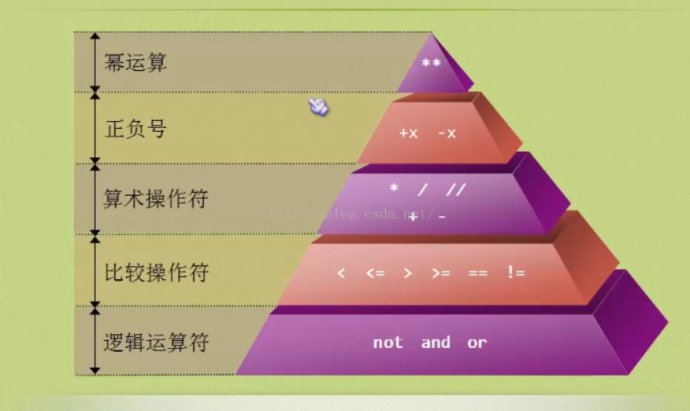 幂运算
**
正负号
+x -x
算术操作符
* / //
+ -
http://blog.csdn.net/
比较操作符
< <= > >= == !=
逻辑运算符
not and or